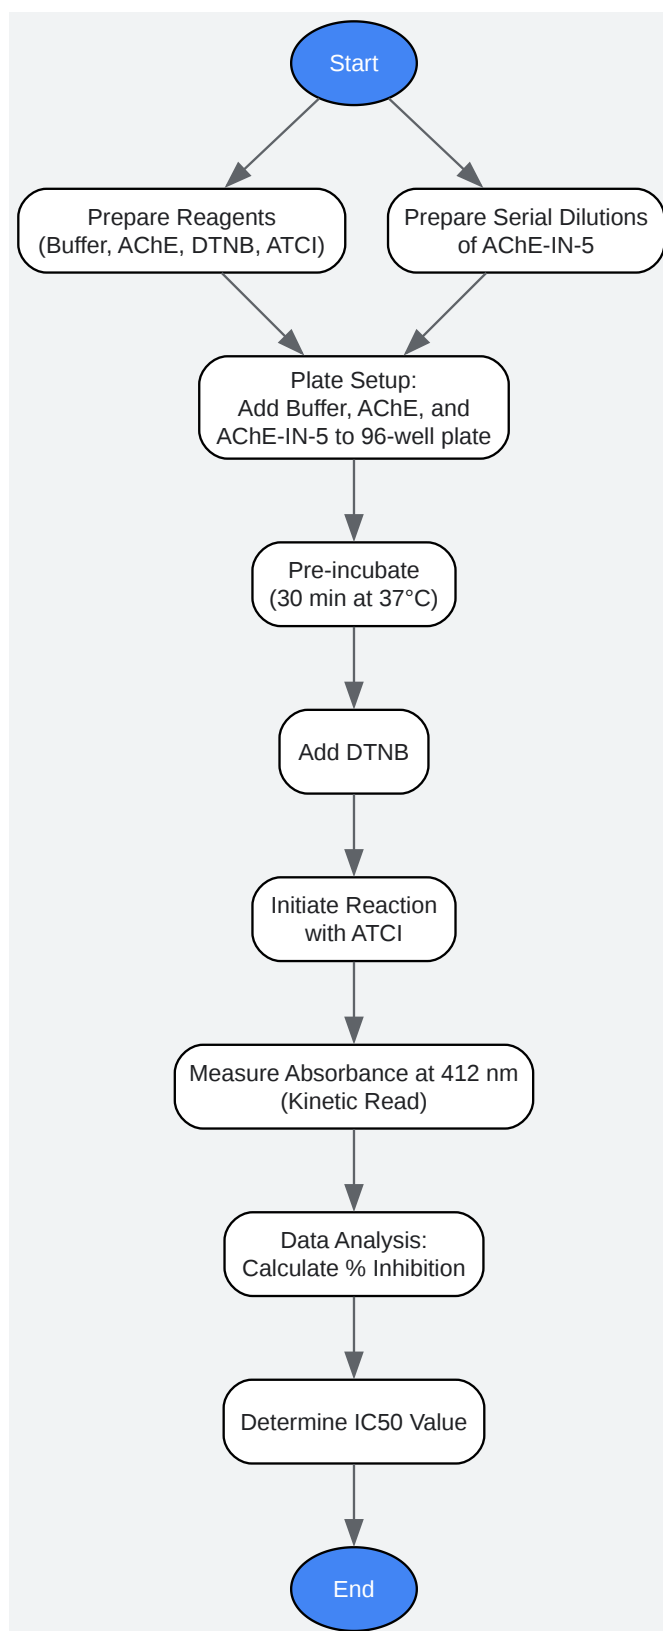 Start
Prepare Reagents
(Buffer, AChE, DTNB, ATCI)
Prepare Serial Dilutions
of AChE-IN-5
Plate Setup:
Add Buffer, AChE, and
AChE-IN-5 to 96-well plate
Pre-incubate
(30 min at 37°C)
Add DTNB
Initiate Reaction
with ATCI
Measure Absorbance at 412 nm
(Kinetic Read)
Data Analysis:
Calculate % Inhibition
Determine IC50 Value
End